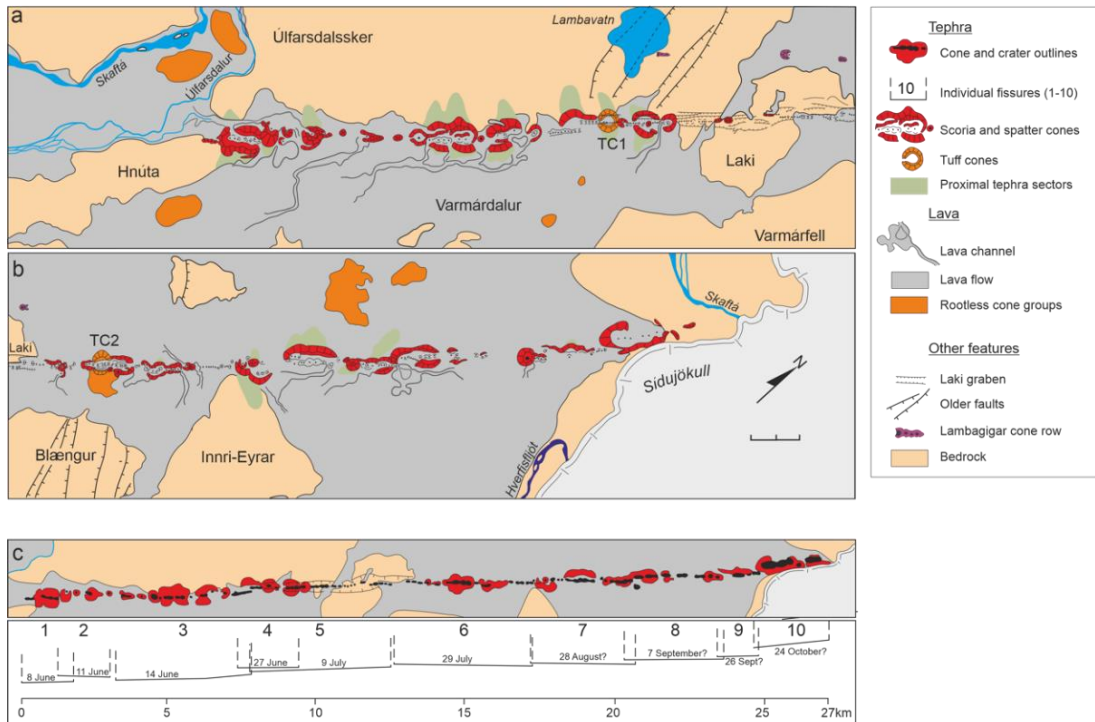 a
Lambavatn
Úlfarsdalssker
Skaftá
Úlfarsdalur
TC1
Hnúta
Laki
Varmárdalur
Varmárfell
b
Skaftá
TC2
Laki
Sídujökull
N
Blængur
Innri-Eyrar
Hverfisfljót
c
1 2 3 4 5 6 7 8 9 10
8 June 11 June 14 June 27 June 9 July 29 July 28 August? 7 September? 26 Sept? 24 October?
0 5 10 15 20 25 27km
Tephra
Cone and crater outlines
10 Individual fissures (1-10)
Scoria and spatter cones
Tuff cones
Proximal tephra sectors
Lava
Lava channel
Lava flow
Rootless cone groups
Other features
Laki graben
Older faults
Lambagigar cone row
Bedrock